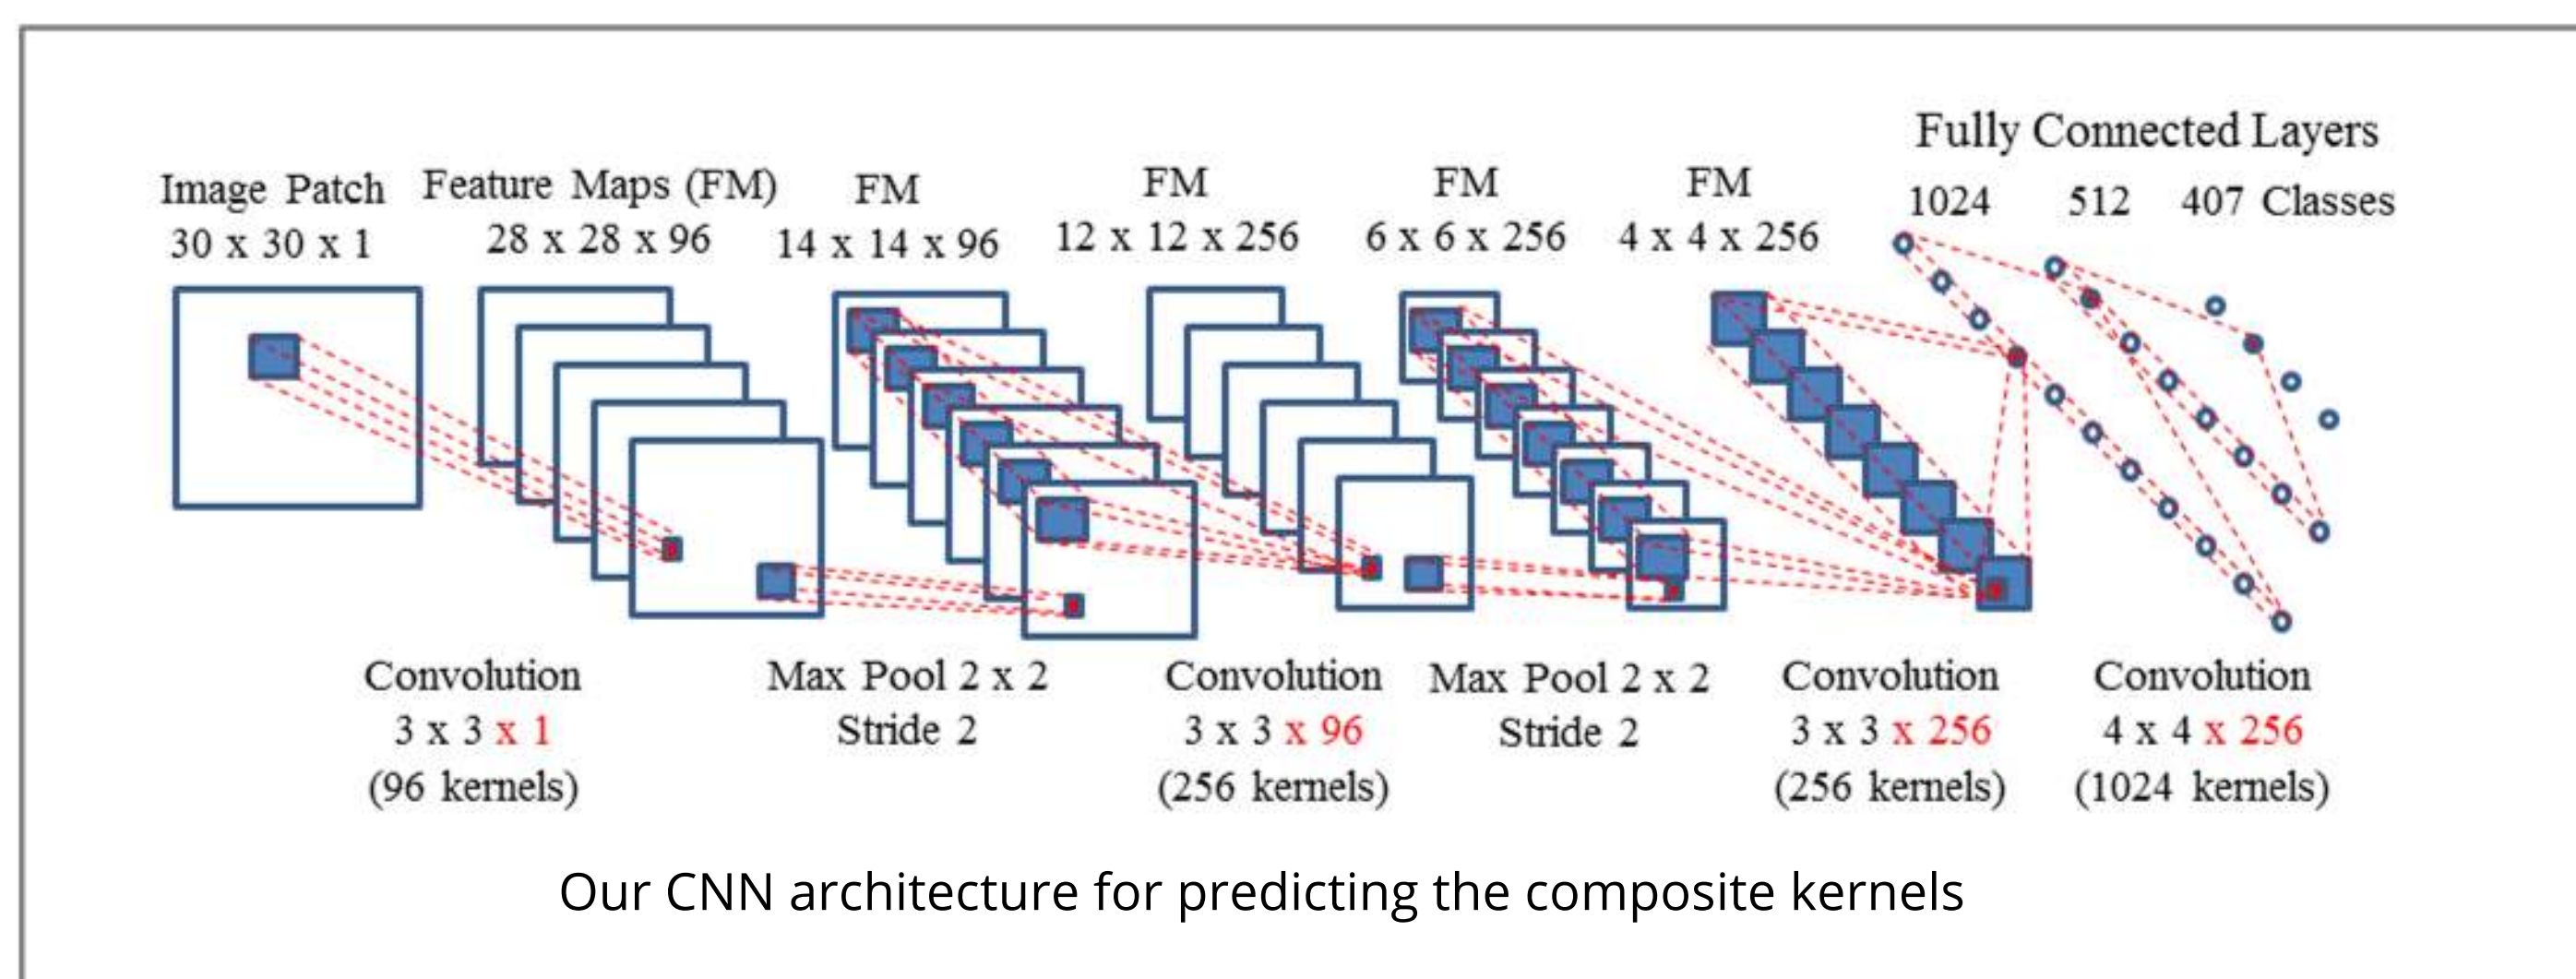 Fully Connected Layers
Image Patch
Feature Maps (FM)
FM
FM
FM
FM
1024
512
407 Classes
30 x 30 x 1
28 x 28 x 96
14 x 14 x 96
12 x 12 x 256
6 x 6 x 256
4 x 4 x 256
Convolution
3 x 3 x 1
(96 kernels)
Max Pool 2 x 2
Stride 2
Convolution
3 x 3 x 96
(256 kernels)
Max Pool 2 x 2
Stride 2
Convolution
3 x 3 x 256
(256 kernels)
Convolution
4 x 4 x 256
(1024 kernels)
Our CNN architecture for predicting the composite kernels